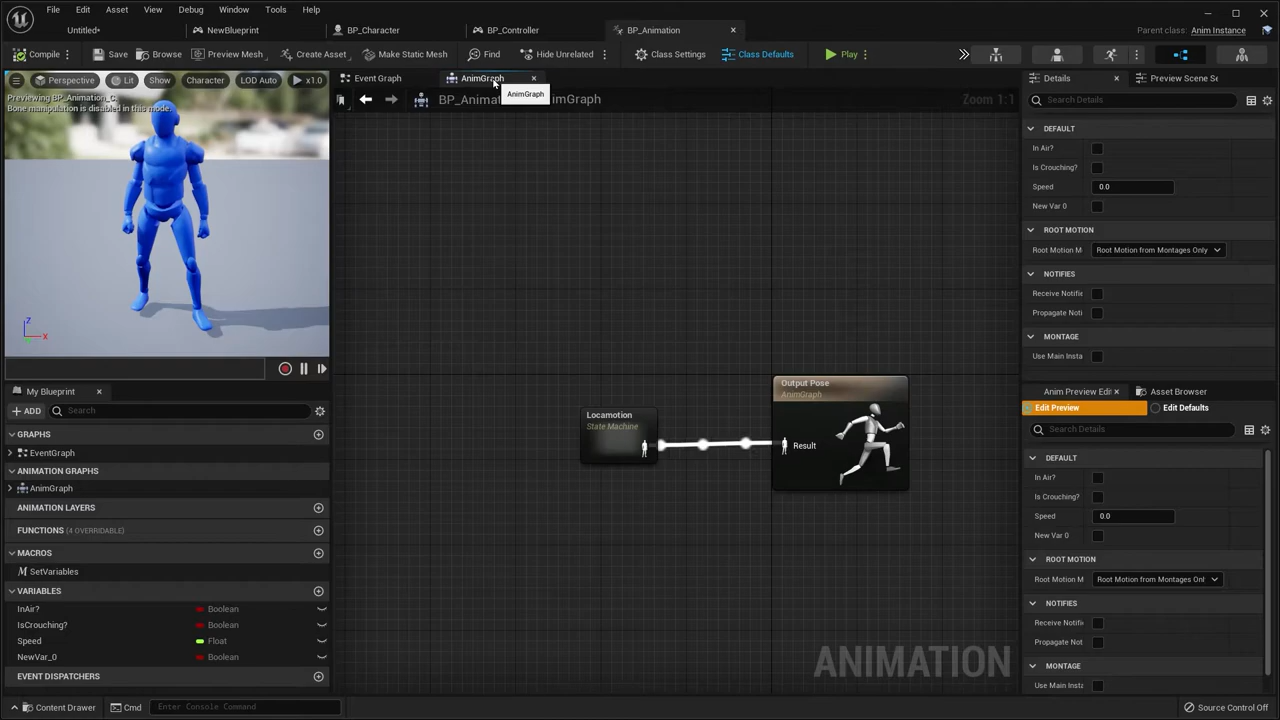 File Edit Asset View Debug Window Tools Help
Untitled* NewBlueprint BP_Character BP_Controller BP_Animation Parent class: Anim Instance
Compile Save Browse Preview Mesh Create Asset Make Static Mesh Find Hide Unrelated Class Settings Class Defaults Play
Perspective Lit Show Character LOD Auto x1.0
Previewing BP_Animation_C.
Bone manipulation is disabled in this mode.
Z
X
Event Graph AnimGraph
AnimGraph
Zoom 1:1
Locamotion
State Machine
Output Pose
AnimGraph
Result
ANIMATION
My Blueprint
ADD Search
GRAPHS
EventGraph
ANIMATION GRAPHS
AnimGraph
ANIMATION LAYERS
FUNCTIONS (4 OVERRIDABLE)
MACROS
SetVariables
VARIABLES
InAir? Boolean
IsCrouching? Boolean
Speed Float
NewVar_0 Boolean
EVENT DISPATCHERS
Details Preview Scene Se
Search Details
DEFAULT
In Air?
Is Crouching?
Speed 0.0
New Var 0
ROOT MOTION
Root Motion M Root Motion from Montages Only
NOTIFIES
Receive Notifie
Propagate Noti
MONTAGE
Use Main Insta
Anim Preview Edi Asset Browser
Edit Preview Edit Defaults
Search Details
DEFAULT
In Air?
Is Crouching?
Speed 0.0
New Var 0
ROOT MOTION
Root Motion M Root Motion from Montages Onl
NOTIFIES
Receive Notifie
Propagate Not
MONTAGE
Use Main Insta
Content Drawer Cmd Enter Console Command Source Control Off